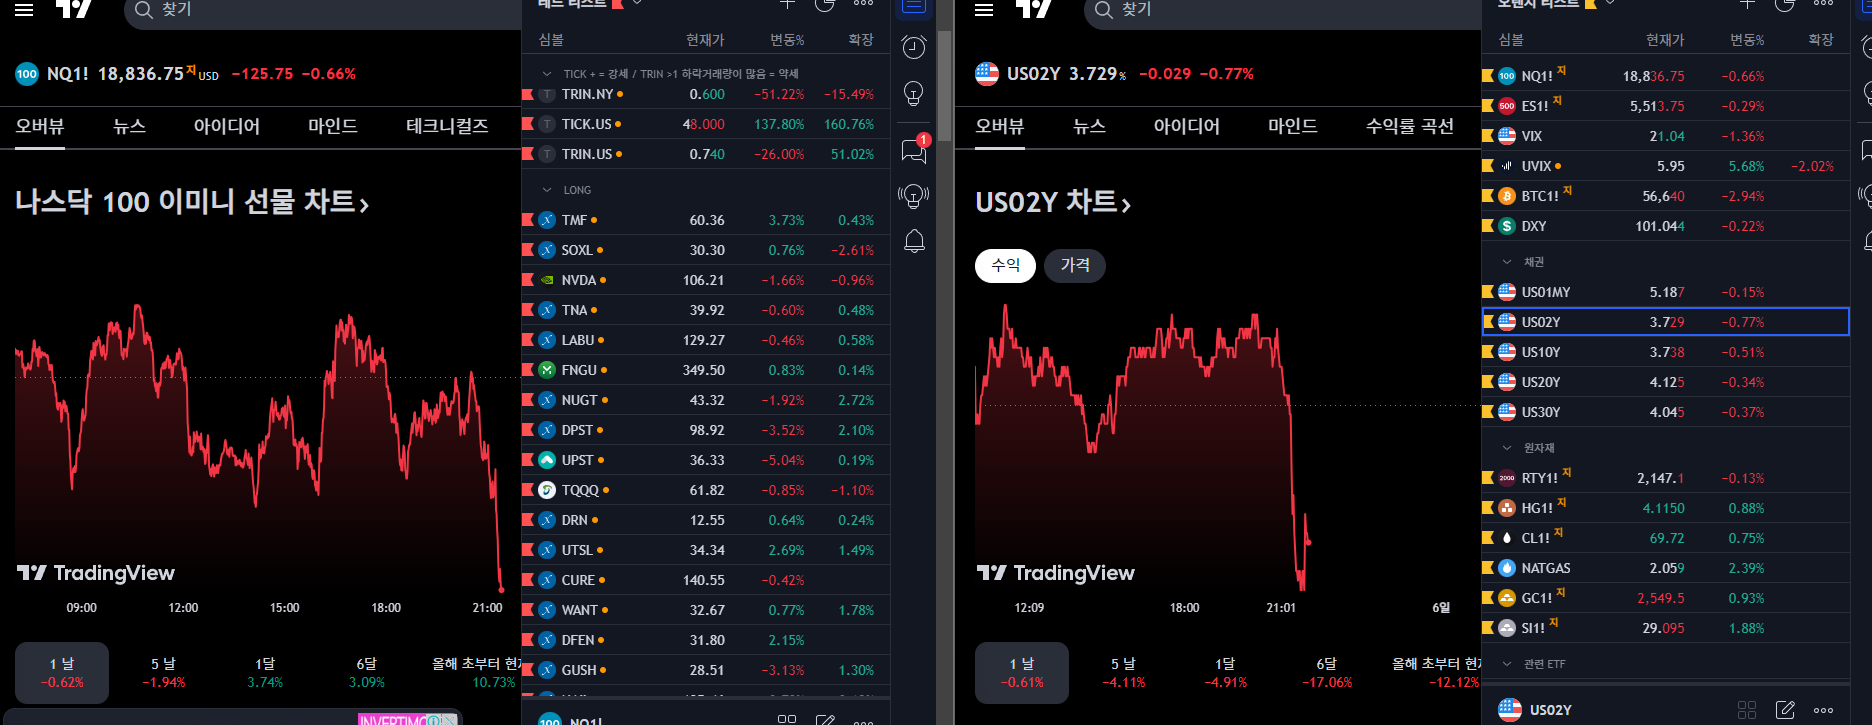 찾기
NQ1! 18,836.75지 USD −125.75 −0.66%
오버뷰 뉴스 아이디어 마인드 테크니컬즈
나스닥 100 이미니 선물 차트 ›
TradingView
09:00 12:00 15:00 18:00 21:00
1 날 5 날 1달 6달 올해 초부터 현
−0.62% −1.94% 3.74% 3.09% 10.73%
레드 리스트
심볼 현재가 변동% 확장
TICK + = 강세 / TRIN >1 하락거래량이 많음 = 약세
TRIN.NY 0.600 −51.22% −15.49%
TICK.US 48.000 137.80% 160.76%
TRIN.US 0.740 −26.00% 51.02%
LONG
TMF 60.36 3.73% 0.43%
SOXL 30.30 0.76% −2.61%
NVDA 106.21 −1.66% −0.96%
TNA 39.92 −0.60% 0.48%
LABU 129.27 −0.46% 0.58%
FNGU 349.50 0.83% 0.14%
NUGT 43.32 −1.92% 2.72%
DPST 98.92 −3.52% 2.10%
UPST 36.33 −5.04% 0.19%
TQQQ 61.82 −0.85% −1.10%
DRN 12.55 0.64% 0.24%
UTSL 34.34 2.69% 1.49%
CURE 140.55 −0.42%
WANT 32.67 0.77% 1.78%
DFEN 31.80 2.15%
GUSH 28.51 −3.13% 1.30%
NQ1!
1
찾기
US02Y 3.729% −0.029 −0.77%
오버뷰 뉴스 아이디어 마인드 수익률 곡선
US02Y 차트 ›
수익 가격
TradingView
12:09 18:00 21:01 6일
1 날 5 날 1달 6달 올해 초부터 현
−0.61% −4.11% −4.91% −17.06% −12.12%
오렌지 리스트
심볼 현재가 변동% 확장
NQ1! 지 18,836.75 −0.66%
ES1! 지 5,513.75 −0.29%
VIX 21.04 −1.36%
UVIX 5.95 5.68% −2.02%
BTC1! 지 56,640 −2.94%
DXY 101.044 −0.22%
채권
US01MY 5.187 −0.15%
US02Y 3.729 −0.77%
US10Y 3.738 −0.51%
US20Y 4.125 −0.34%
US30Y 4.045 −0.37%
원자재
RTY1! 지 2,147.1 −0.13%
HG1! 지 4.1150 0.88%
CL1! 지 69.72 0.75%
NATGAS 2.059 2.39%
GC1! 지 2,549.5 0.93%
SI1! 지 29.095 1.88%
관련 ETF
US02Y